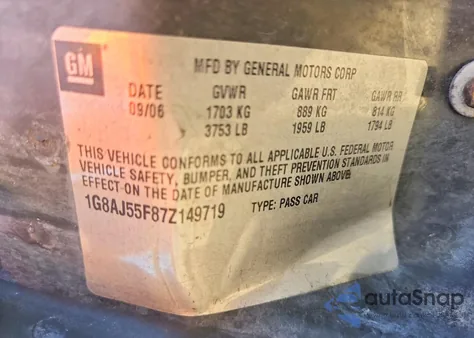 GM
MFD BY GENERAL MOTORS CORP
DATE GVWR GAWR FRT GAWR RR
09/06 1703 KG 889 KG 814 KG
3753 LB 1959 LB 1794 LB
THIS VEHICLE CONFORMS TO ALL APPLICABLE U.S. FEDERAL MOTOR
VEHICLE SAFETY, BUMPER, AND THEFT PREVENTION STANDARDS IN
EFFECT ON THE DATE OF MANUFACTURE SHOWN ABOVE.
1G8AJ55F87Z149719 TYPE: PASS CAR
autoSnap